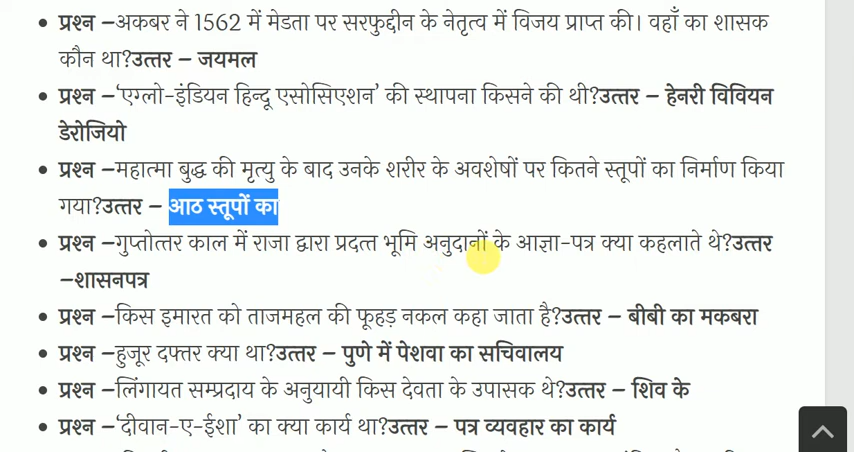 • प्रश्न –अकबर ने 1562 में मेडता पर सरफुद्दीन के नेतृत्व में विजय प्राप्त की। वहाँ का शासक
कौन था?उत्तर – जयमल
• प्रश्न –‘एग्लो-इंडियन हिन्दू एसोसिएशन’ की स्थापना किसने की थी?उत्तर – हेनरी विवियन
डेरोजियो
• प्रश्न –महात्मा बुद्ध की मृत्यु के बाद उनके शरीर के अवशेषों पर कितने स्तूपों का निर्माण किया
गया?उत्तर – आठ स्तूपों का
• प्रश्न –गुप्तोत्तर काल में राजा द्वारा प्रदत्त भूमि अनुदानों के आज्ञा-पत्र क्या कहलाते थे?उत्तर
–शासनपत्र
• प्रश्न –किस इमारत को ताजमहल की फूहड़ नकल कहा जाता है?उत्तर – बीबी का मकबरा
• प्रश्न –हुजूर दफ्तर क्या था?उत्तर – पुणे में पेशवा का सचिवालय
• प्रश्न –लिंगायत सम्प्रदाय के अनुयायी किस देवता के उपासक थे?उत्तर – शिव के
• प्रश्न –‘दीवान-ए-ईशा’ का क्या कार्य था?उत्तर – पत्र व्यवहार का कार्य